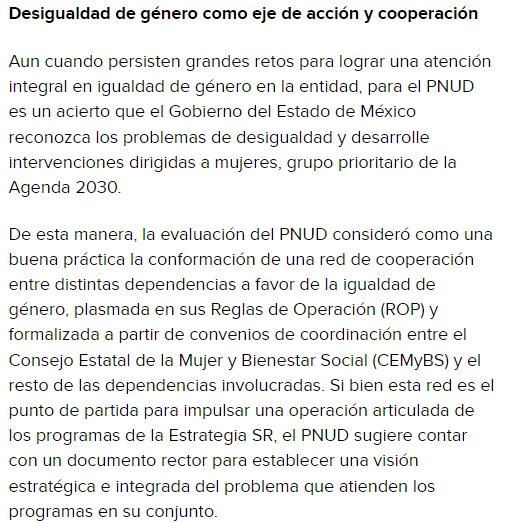 Desigualdad de género como eje de acción y cooperación
Aun cuando persisten grandes retos para lograr una atención
integral en igualdad de género en la entidad, para el PNUD
es un acierto que el Gobierno del Estado de México
reconozca los problemas de desigualdad y desarrolle
intervenciones dirigidas a mujeres, grupo prioritario de la
Agenda 2030.
De esta manera, la evaluación del PNUD consideró como una
buena práctica la conformación de una red de cooperación
entre distintas dependencias a favor de la igualdad de
género, plasmada en sus Reglas de Operación (ROP) y
formalizada a partir de convenios de coordinación entre el
Consejo Estatal de la Mujer y Bienestar Social (CEMyBS) y el
resto de las dependencias involucradas. Si bien esta red es el
punto de partida para impulsar una operación articulada de
los programas de la Estrategia SR, el PNUD sugiere contar
con un documento rector para establecer una visión
estratégica e integrada del problema que atienden los
programas en su conjunto.